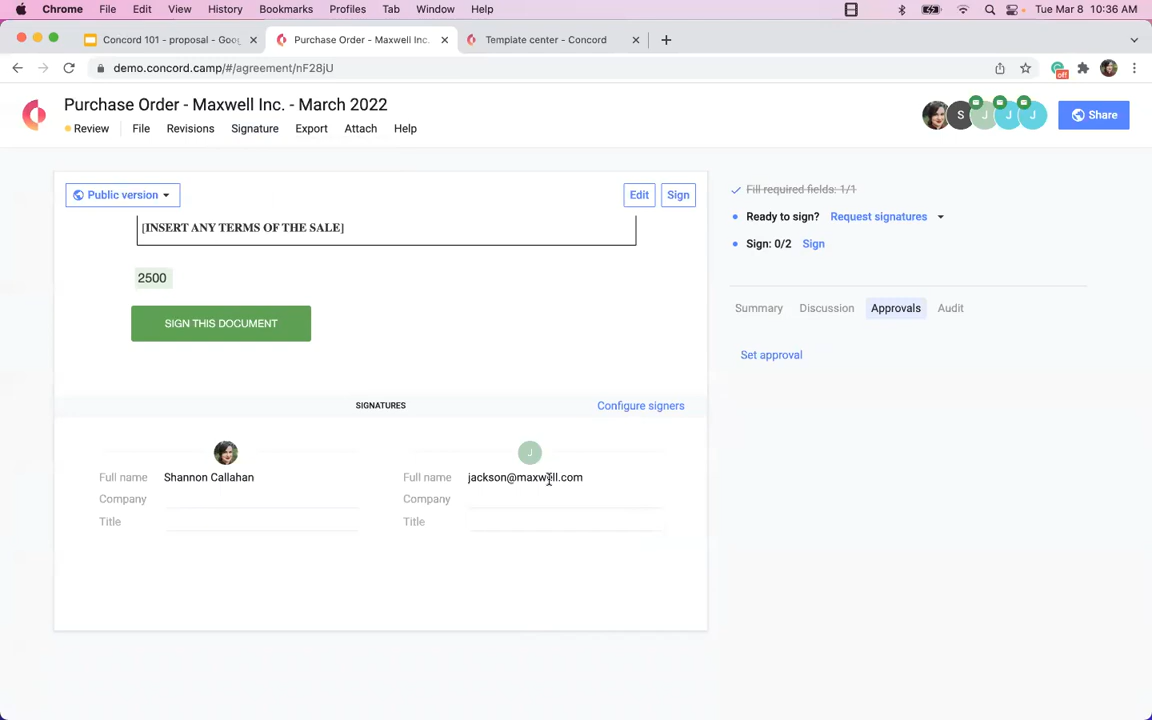 Chrome File Edit View History Bookmarks Profiles Tab Window Help Tue Mar 8 10:36 AM
Concord 101 - proposal - Goog Purchase Order - Maxwell Inc. Template center - Concord
demo.concord.camp/#/agreement/nF28jU off
Purchase Order - Maxwell Inc. - March 2022
S J J J Share
Review File Revisions Signature Export Attach Help
Public version Edit Sign
Fill required fields: 1/1
Ready to sign? Request signatures
Sign: 0/2 Sign
[INSERT ANY TERMS OF THE SALE]
2500
SIGN THIS DOCUMENT
Summary Discussion Approvals Audit
Set approval
SIGNATURES Configure signers
J
Full name Shannon Callahan Full name jackson@maxwell.com
Company Company
Title Title